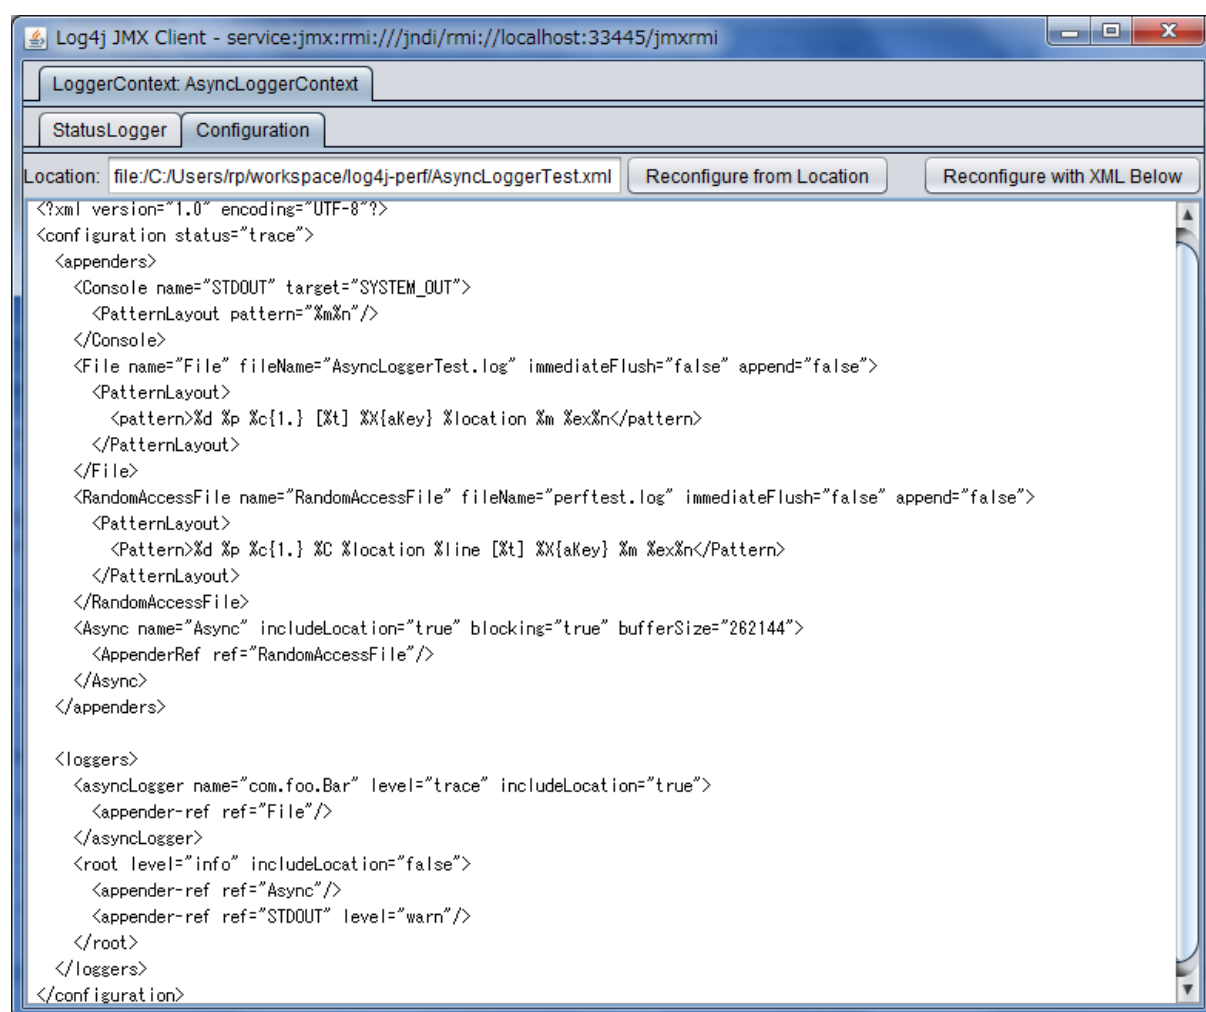 Log4j JMX Client - service:jmx:rmi:///jndi/rmi://localhost:33445/jmxrmi
LoggerContext: AsyncLoggerContext
StatusLogger Configuration
Location: file:/C:/Users/rp/workspace/log4j-perf/AsyncLoggerTest.xml Reconfigure from Location Reconfigure with XML Below
<?xml version="1.0" encoding="UTF-8"?>
<configuration status="trace">
  <appenders>
    <Console name="STDOUT" target="SYSTEM_OUT">
      <PatternLayout pattern="%m%n"/>
    </Console>
    <File name="File" fileName="AsyncLoggerTest.log" immediateFlush="false" append="false">
      <PatternLayout>
        <pattern>%d %p %c{1.} [%t] %X{aKey} %location %m %ex%n</pattern>
      </PatternLayout>
    </File>
    <RandomAccessFile name="RandomAccessFile" fileName="perftest.log" immediateFlush="false" append="false">
      <PatternLayout>
        <Pattern>%d %p %c{1.} %C %location %line [%t] %X{aKey} %m %ex%n</Pattern>
      </PatternLayout>
    </RandomAccessFile>
    <Async name="Async" includeLocation="true" blocking="true" bufferSize="262144">
      <AppenderRef ref="RandomAccessFile"/>
    </Async>
  </appenders>
  <loggers>
    <asyncLogger name="com.foo.Bar" level="trace" includeLocation="true">
      <appender-ref ref="File"/>
    </asyncLogger>
    <root level="info" includeLocation="false">
      <appender-ref ref="Async"/>
      <appender-ref ref="STDOUT" level="warn"/>
    </root>
  </loggers>
</configuration>